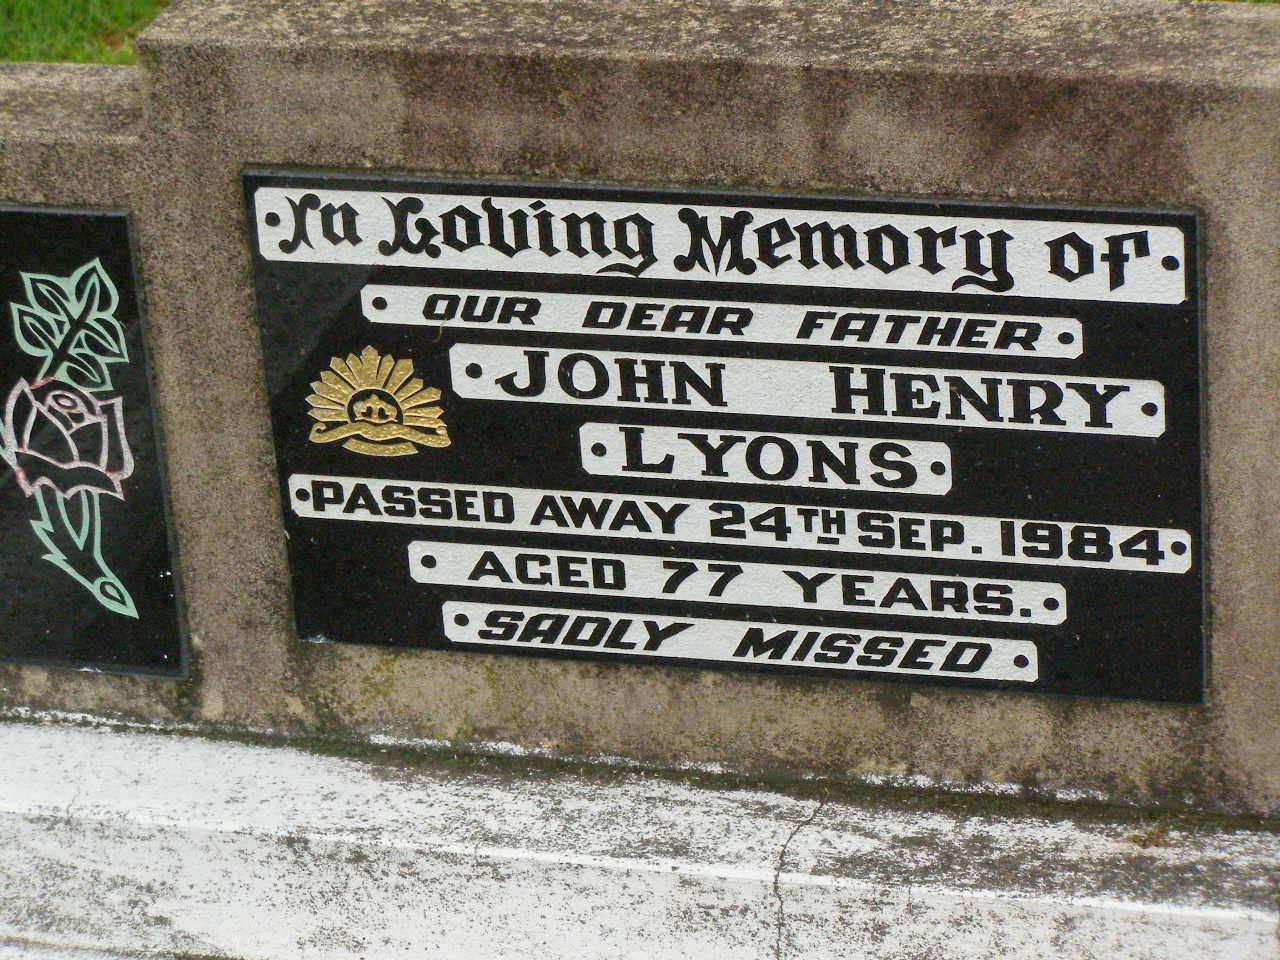 In Loving Memory of
OUR DEAR FATHER
JOHN HENRY
LYONS
PASSED AWAY 24TH SEP. 1984
AGED 77 YEARS.
SADLY MISSED